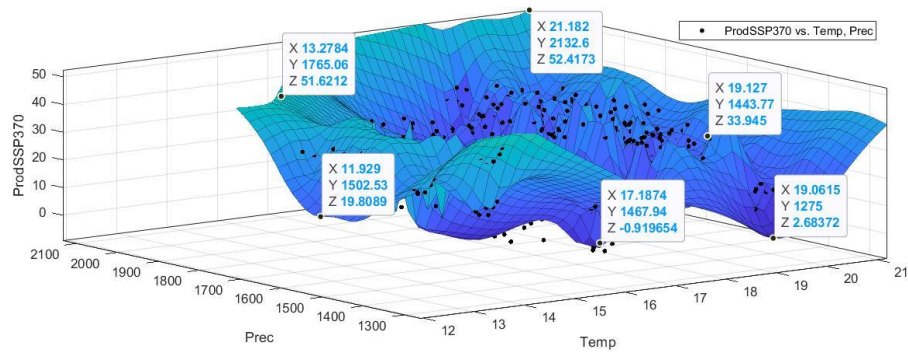 ProdSSP370 vs. Temp, Prec
X 21.182
Y 2132.6
Z 52.4173
X 13.2784
Y 1765.06
Z 51.6212
X 19.127
Y 1443.77
Z 33.945
X 11.929
Y 1502.53
Z 19.8089
X 17.1874
Y 1467.94
Z -0.919654
X 19.0615
Y 1275
Z 2.68372
ProdSSP370
50
40
30
20
10
0
2100
2000
1900
1800
1700
1600
1500
1400
1300
Prec
12
13
14
15
16
17
18
19
20
21
Temp